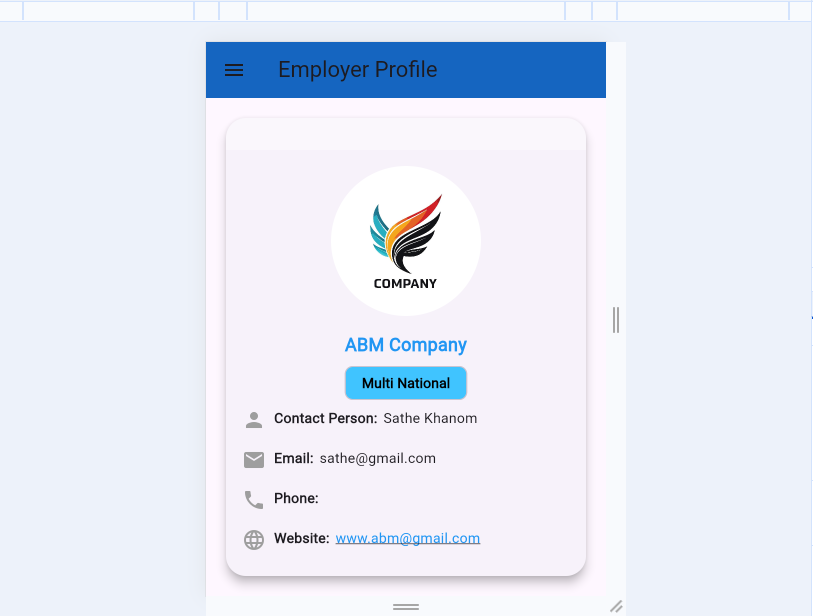 Employer Profile
COMPANY
ABM Company
Multi National
Contact Person: Sathe Khanom
Email: sathe@gmail.com
Phone:
Website: www.abm@gmail.com